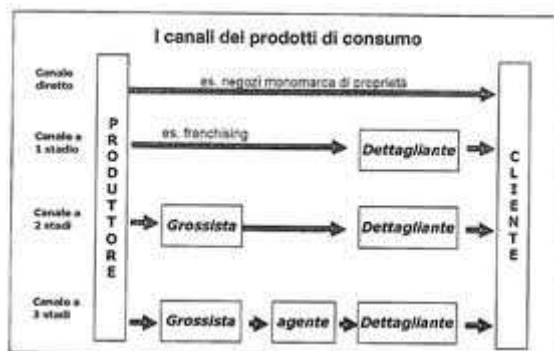 I canali dei prodotti di consumo
Canale
diretto
es. negozi monomarca di proprietà
Canale a
1 stadio
es. franchising
Dettagliante
Canale a
2 stadi
Grossista
Dettagliante
Canale a
3 stadi
Grossista
agente
Dettagliante
PRODUTTORE
CLIENTE